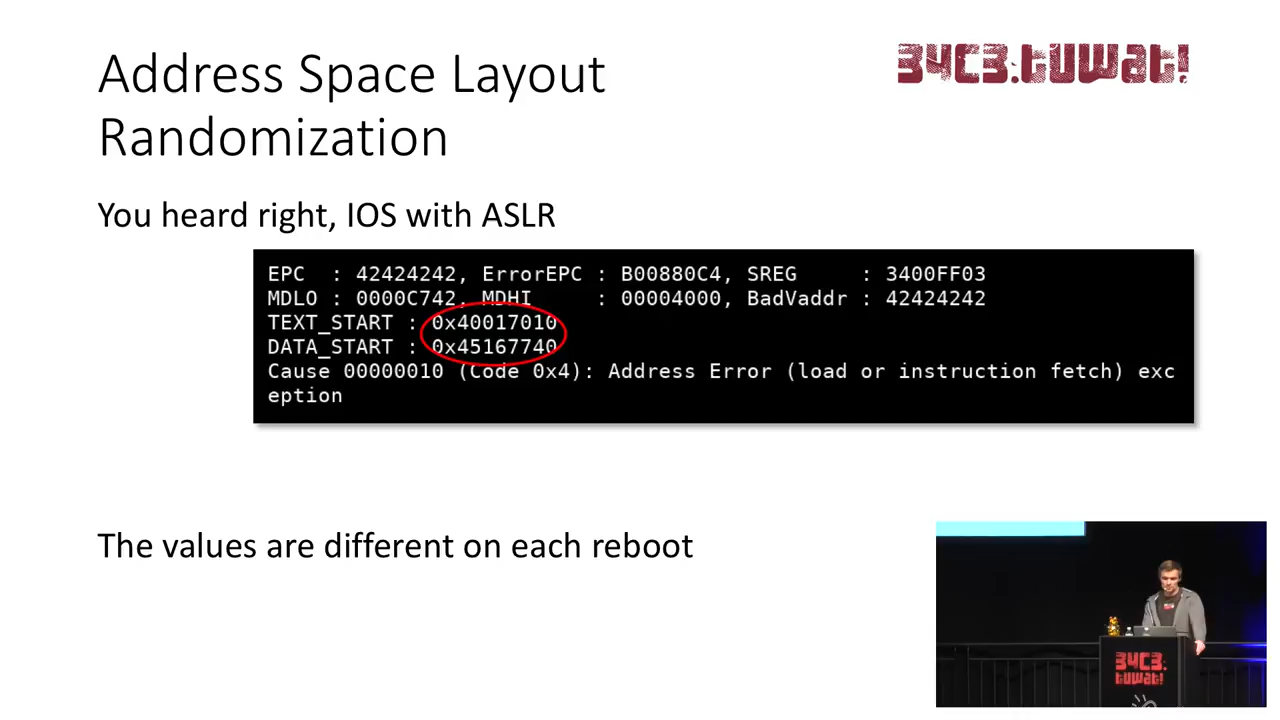 Address Space Layout
Randomization
34C3.tuwat!
You heard right, IOS with ASLR
EPC  : 42424242, ErrorEPC : B00880C4, SREG     : 3400FF03
MDLO : 0000C742, MDHI     : 00004000, BadVaddr : 42424242
TEXT_START : 0x40017010
DATA_START : 0x45167740
Cause 00000010 (Code 0x4): Address Error (load or instruction fetch) exc
eption
The values are different on each reboot
34C3.
tuwat!